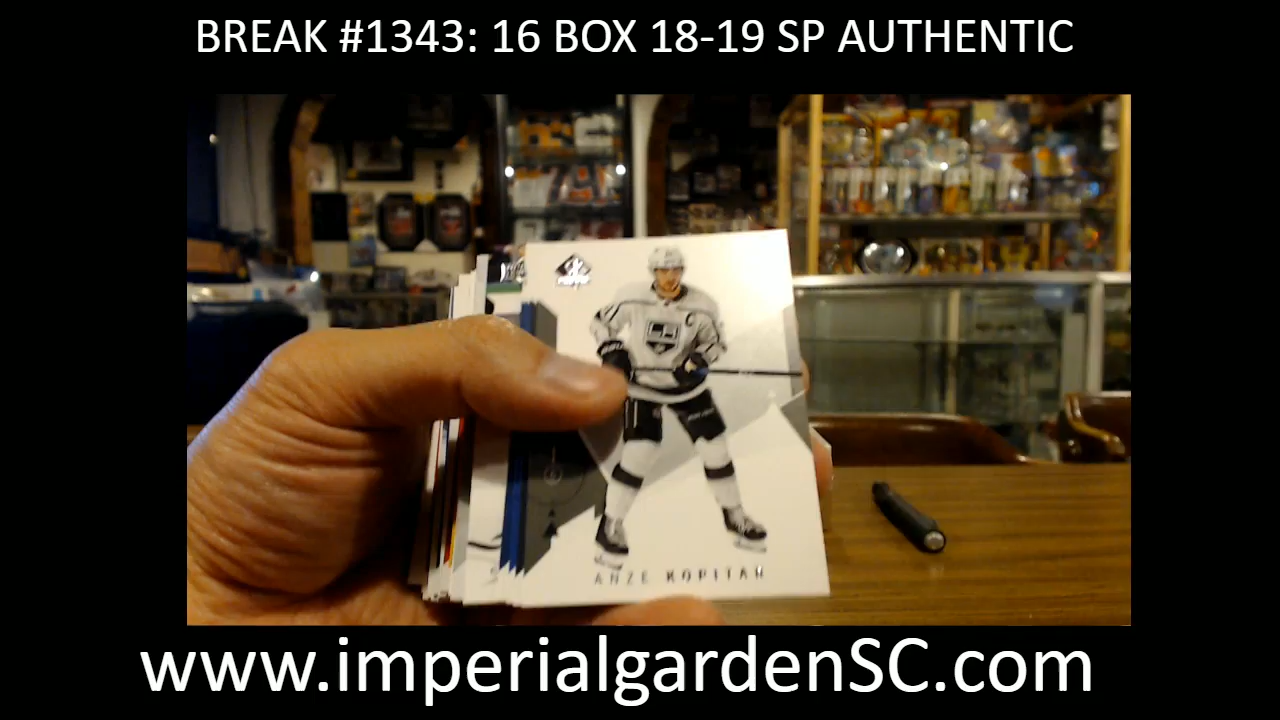 BREAK #1343: 16 BOX 18-19 SP AUTHENTIC
ANZE KOPITAR
www.imperialgardenSC.com